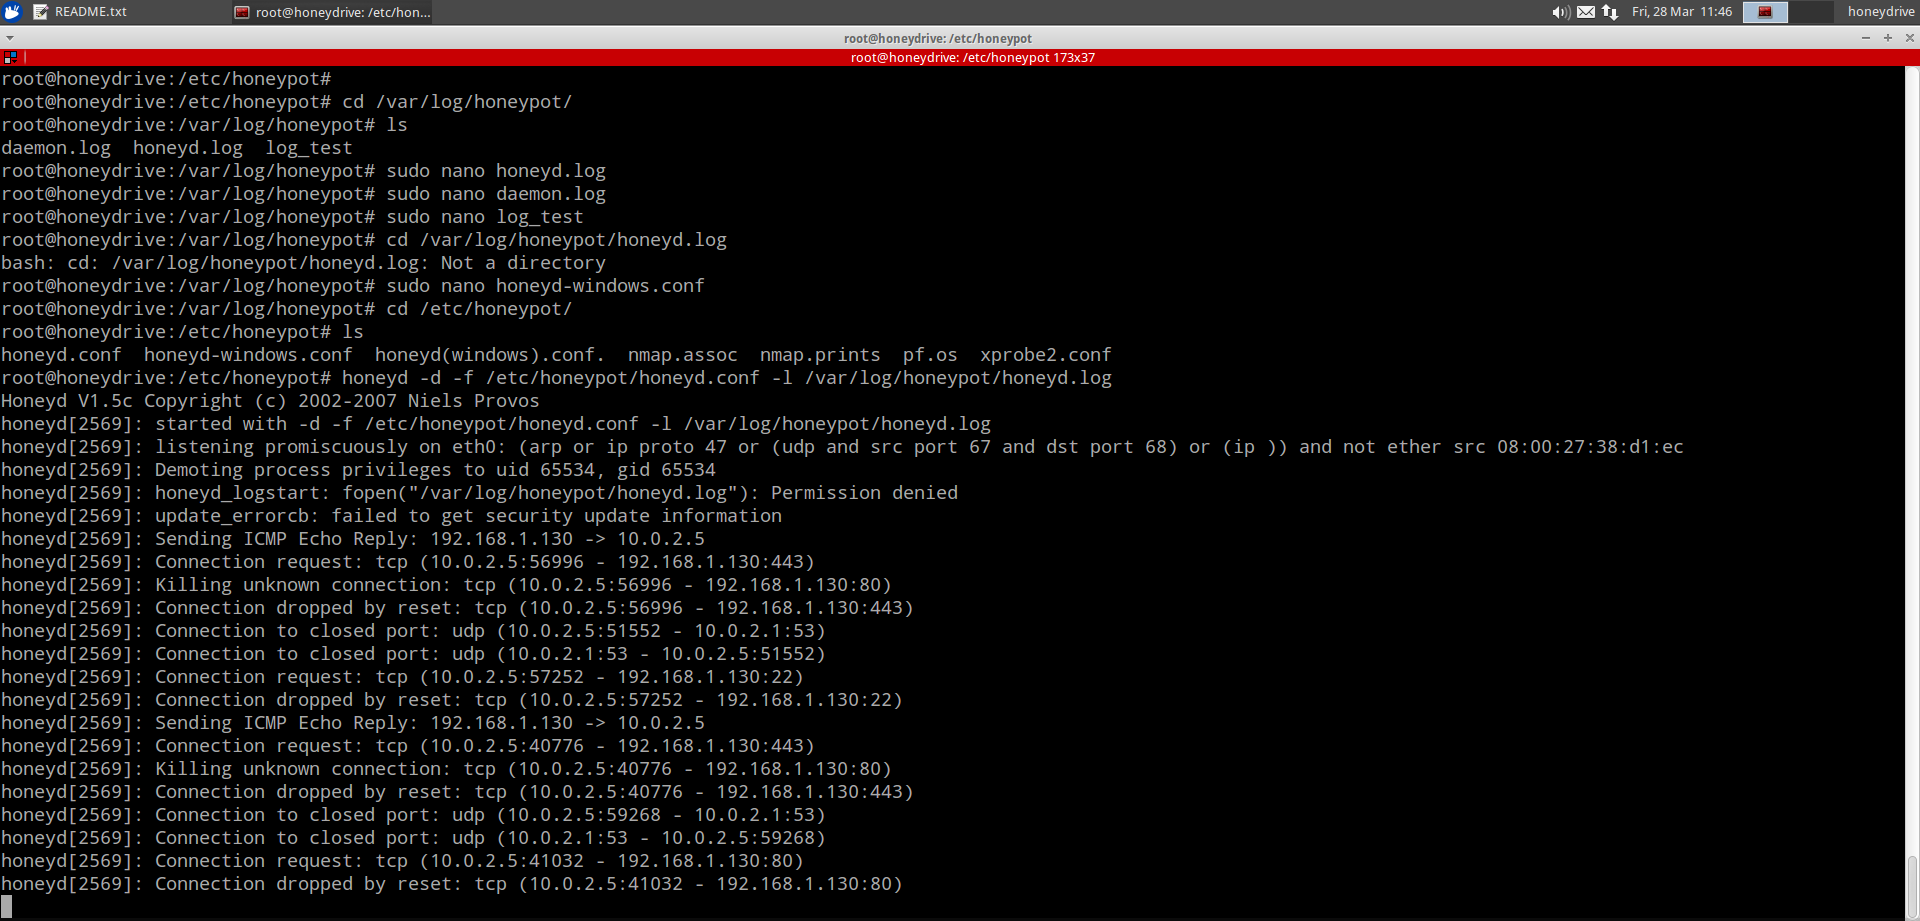 README.txt
root@honeydrive: /etc/hon...
Fri, 28 Mar 11:46
honeydrive
root@honeydrive: /etc/honeypot
root@honeydrive: /etc/honeypot 173x37
root@honeydrive:/etc/honeypot#
root@honeydrive:/etc/honeypot# cd /var/log/honeypot/
root@honeydrive:/var/log/honeypot# ls
daemon.log  honeyd.log  log_test
root@honeydrive:/var/log/honeypot# sudo nano honeyd.log
root@honeydrive:/var/log/honeypot# sudo nano daemon.log
root@honeydrive:/var/log/honeypot# sudo nano log_test
root@honeydrive:/var/log/honeypot# cd /var/log/honeypot/honeyd.log
bash: cd: /var/log/honeypot/honeyd.log: Not a directory
root@honeydrive:/var/log/honeypot# sudo nano honeyd-windows.conf
root@honeydrive:/var/log/honeypot# cd /etc/honeypot/
root@honeydrive:/etc/honeypot# ls
honeyd.conf  honeyd-windows.conf  honeyd(windows).conf.  nmap.assoc  nmap.prints  pf.os  xprobe2.conf
root@honeydrive:/etc/honeypot# honeyd -d -f /etc/honeypot/honeyd.conf -l /var/log/honeypot/honeyd.log
Honeyd V1.5c Copyright (c) 2002-2007 Niels Provos
honeyd[2569]: started with -d -f /etc/honeypot/honeyd.conf -l /var/log/honeypot/honeyd.log
honeyd[2569]: listening promiscuously on eth0: (arp or ip proto 47 or (udp and src port 67 and dst port 68) or (ip )) and not ether src 08:00:27:38:d1:ec
honeyd[2569]: Demoting process privileges to uid 65534, gid 65534
honeyd[2569]: honeyd_logstart: fopen("/var/log/honeypot/honeyd.log"): Permission denied
honeyd[2569]: update_errorcb: failed to get security update information
honeyd[2569]: Sending ICMP Echo Reply: 192.168.1.130 -> 10.0.2.5
honeyd[2569]: Connection request: tcp (10.0.2.5:56996 - 192.168.1.130:443)
honeyd[2569]: Killing unknown connection: tcp (10.0.2.5:56996 - 192.168.1.130:80)
honeyd[2569]: Connection dropped by reset: tcp (10.0.2.5:56996 - 192.168.1.130:443)
honeyd[2569]: Connection to closed port: udp (10.0.2.5:51552 - 10.0.2.1:53)
honeyd[2569]: Connection to closed port: udp (10.0.2.1:53 - 10.0.2.5:51552)
honeyd[2569]: Connection request: tcp (10.0.2.5:57252 - 192.168.1.130:22)
honeyd[2569]: Connection dropped by reset: tcp (10.0.2.5:57252 - 192.168.1.130:22)
honeyd[2569]: Sending ICMP Echo Reply: 192.168.1.130 -> 10.0.2.5
honeyd[2569]: Connection request: tcp (10.0.2.5:40776 - 192.168.1.130:443)
honeyd[2569]: Killing unknown connection: tcp (10.0.2.5:40776 - 192.168.1.130:80)
honeyd[2569]: Connection dropped by reset: tcp (10.0.2.5:40776 - 192.168.1.130:443)
honeyd[2569]: Connection to closed port: udp (10.0.2.5:59268 - 10.0.2.1:53)
honeyd[2569]: Connection to closed port: udp (10.0.2.1:53 - 10.0.2.5:59268)
honeyd[2569]: Connection request: tcp (10.0.2.5:41032 - 192.168.1.130:80)
honeyd[2569]: Connection dropped by reset: tcp (10.0.2.5:41032 - 192.168.1.130:80)